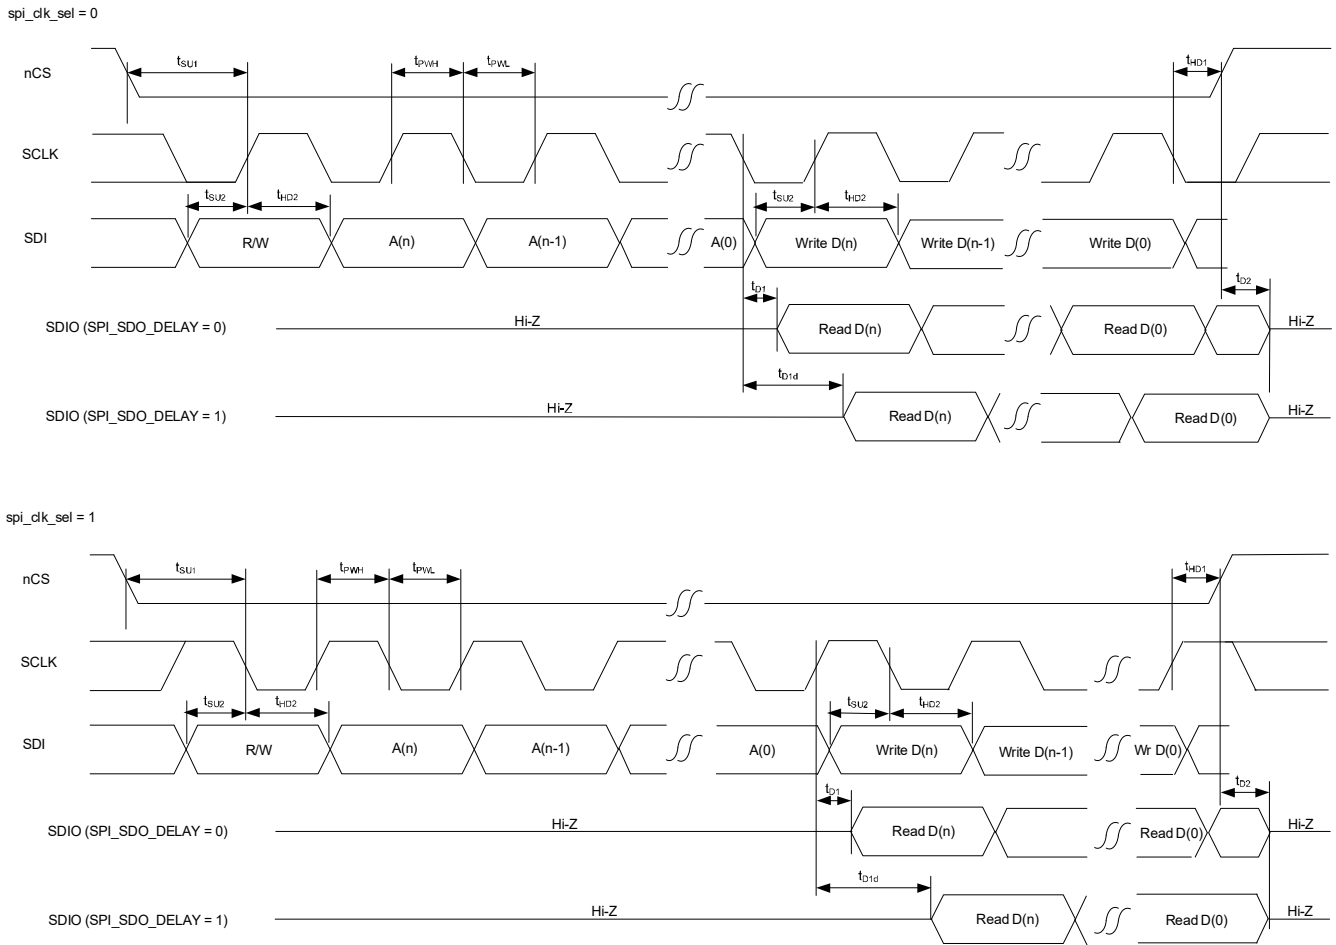 spi_clk_sel = 0
nCS
tSU1
tPWH
tPWL
tHD1
SCLK
tSU2
tHD2
tSU2
tHD2
SDI
R/W
A(n)
A(n-1)
A(0)
Write D(n)
Write D(n-1)
Write D(0)
tD1
tD2
SDIO (SPI_SDO_DELAY = 0)
Hi-Z
Read D(n)
Read D(0)
Hi-Z
tD1d
SDIO (SPI_SDO_DELAY = 1)
Hi-Z
Read D(n)
Read D(0)
Hi-Z
spi_clk_sel = 1
nCS
tSU1
tPWH
tPWL
tHD1
SCLK
tSU2
tHD2
tSU2
tHD2
SDI
R/W
A(n)
A(n-1)
A(0)
Write D(n)
Write D(n-1)
Wr D(0)
tD1
tD2
SDIO (SPI_SDO_DELAY = 0)
Hi-Z
Read D(n)
Read D(0)
Hi-Z
tD1d
SDIO (SPI_SDO_DELAY = 1)
Hi-Z
Read D(n)
Read D(0)
Hi-Z